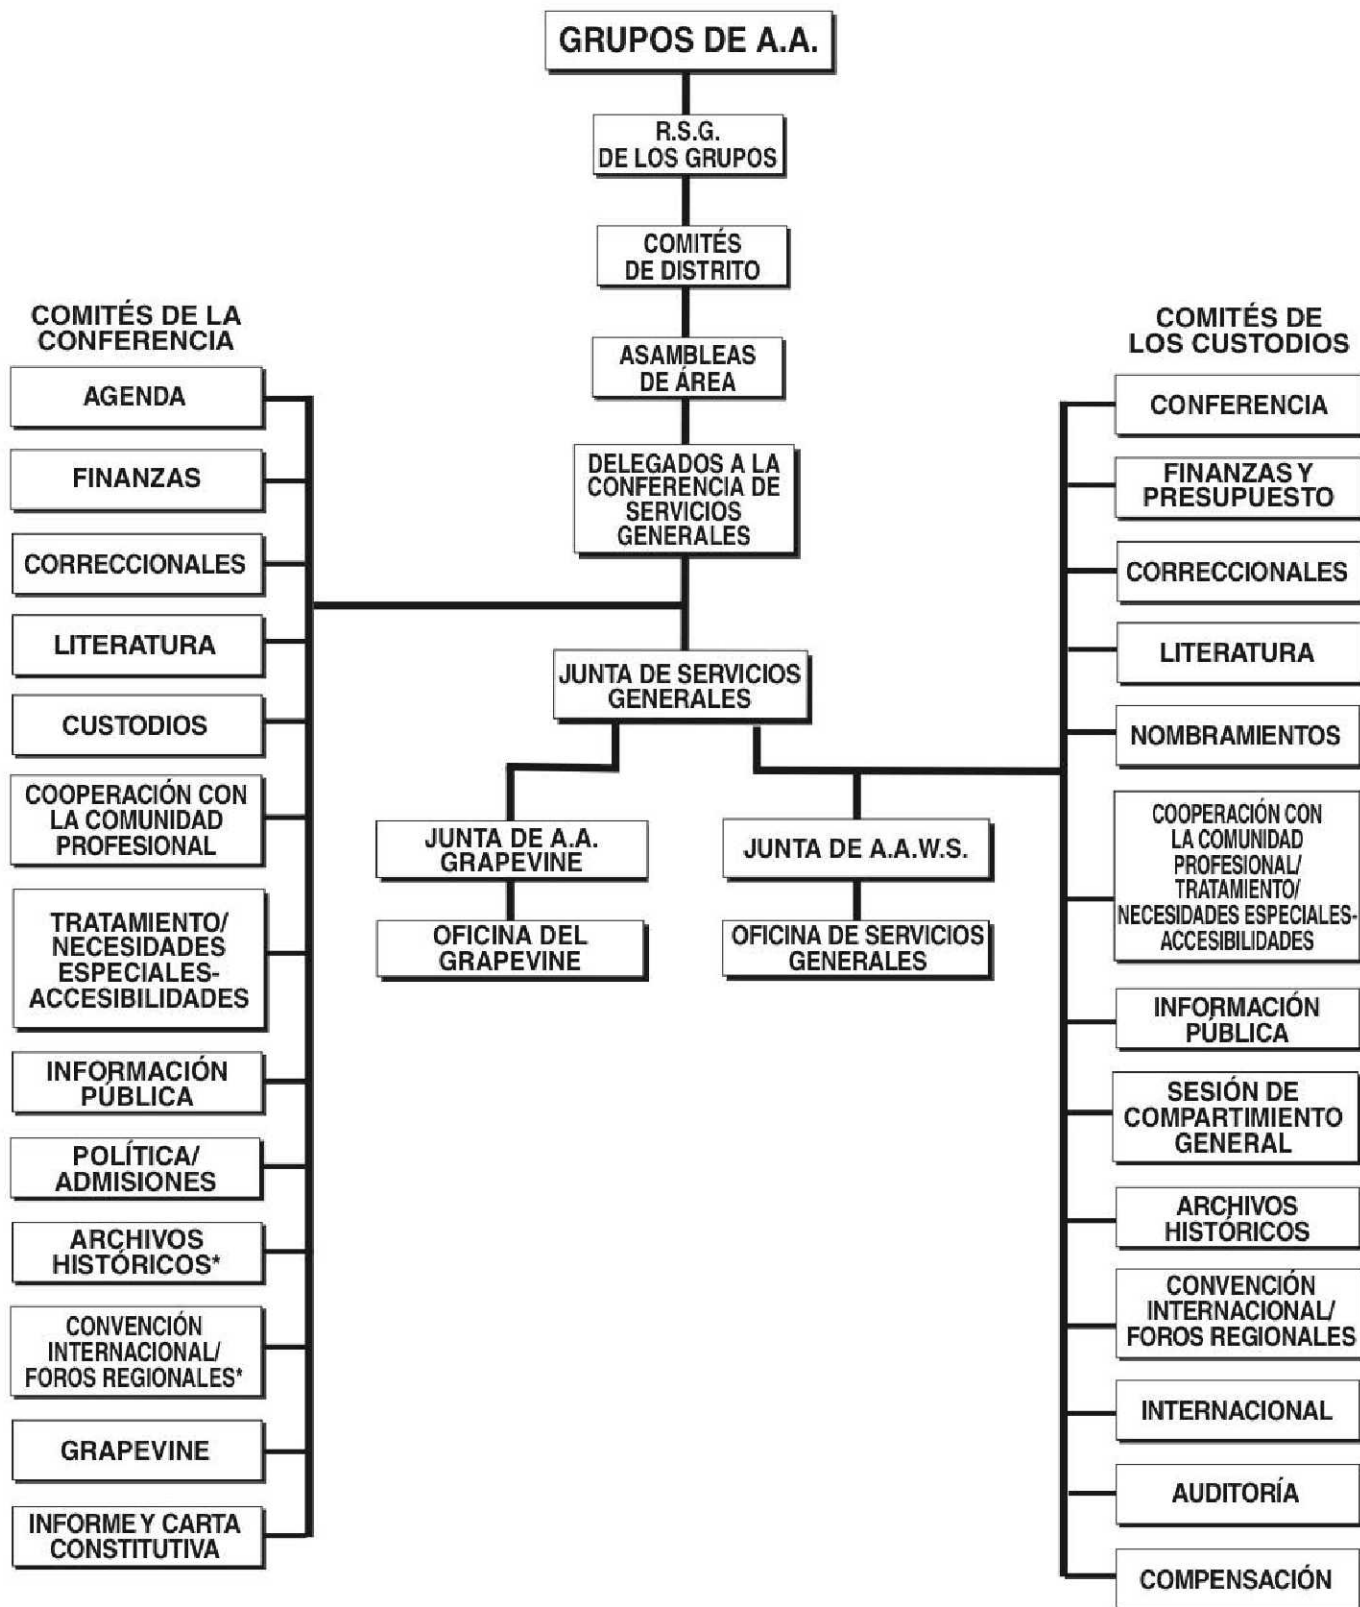 GRUPOS DE A.A.
R.S.G.
DE LOS GRUPOS
COMITÉS
DE DISTRITO
ASAMBLEAS
DE ÁREA
DELEGADOS A LA
CONFERENCIA DE
SERVICIOS
GENERALES
JUNTA DE SERVICIOS
GENERALES
JUNTA DE A.A.
GRAPEVINE
OFICINA DEL
GRAPEVINE
JUNTA DE A.A.W.S.
OFICINA DE SERVICIOS
GENERALES
COMITÉS DE LA
CONFERENCIA
AGENDA
FINANZAS
CORRECCIONALES
LITERATURA
CUSTODIOS
COOPERACIÓN CON
LA COMUNIDAD
PROFESIONAL
TRATAMIENTO/
NECESIDADES
ESPECIALES-
ACCESIBILIDADES
INFORMACIÓN
PÚBLICA
POLÍTICA/
ADMISIONES
ARCHIVOS
HISTÓRICOS*
CONVENCIÓN
INTERNACIONAL/
FOROS REGIONALES*
GRAPEVINE
INFORME Y CARTA
CONSTITUTIVA
COMITÉS DE
LOS CUSTODIOS
CONFERENCIA
FINANZAS Y
PRESUPUESTO
CORRECCIONALES
LITERATURA
NOMBRAMIENTOS
COOPERACIÓN CON
LA COMUNIDAD
PROFESIONAL/
TRATAMIENTO/
NECESIDADES ESPECIALES-
ACCESIBILIDADES
INFORMACIÓN
PÚBLICA
SESIÓN DE
COMPARTIMIENTO
GENERAL
ARCHIVOS
HISTÓRICOS
CONVENCIÓN
INTERNACIONAL/
FOROS REGIONALES
INTERNACIONAL
AUDITORÍA
COMPENSACIÓN